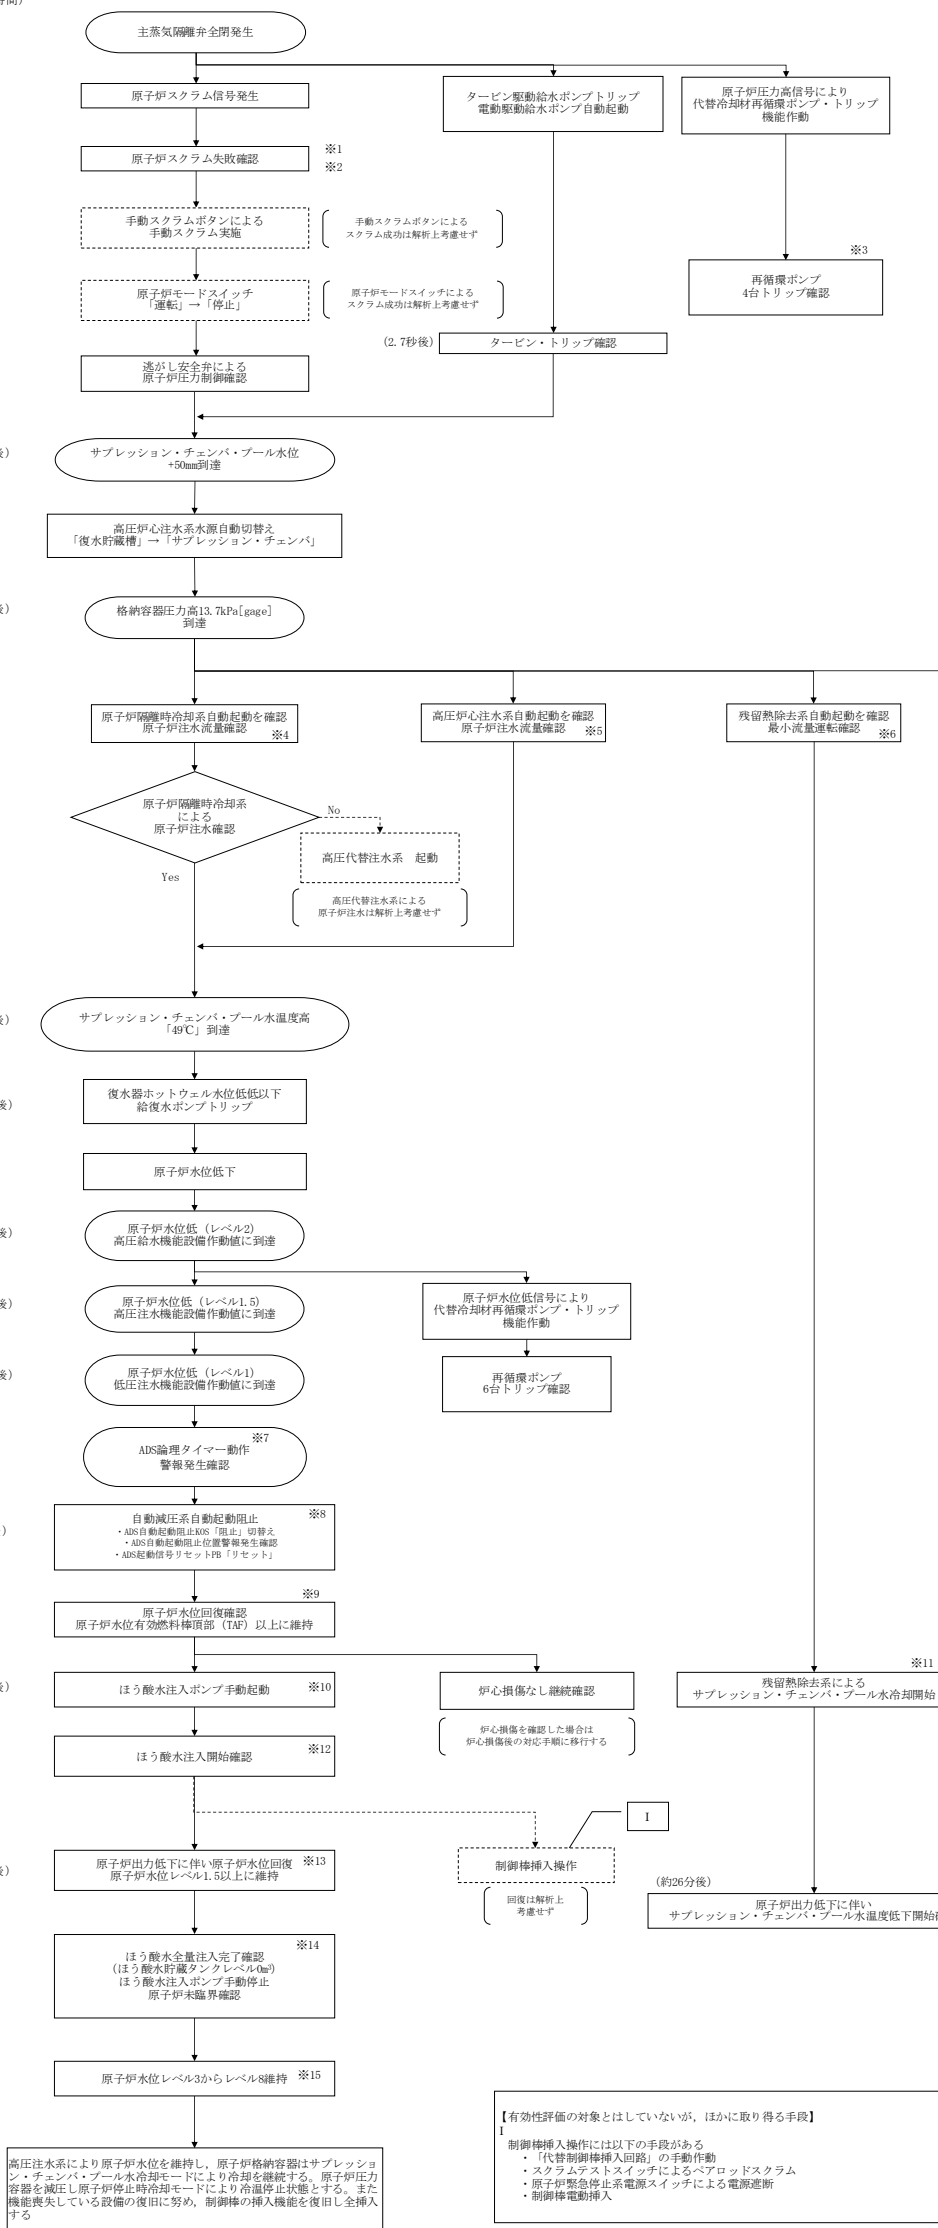 主蒸気隔離弁全閉発生
原子炉スクラム信号発生
タービン駆動給水ポンプトリップ
電動駆動給水ポンプ自動起動
原子炉圧力高信号により
代替冷却材再循環ポンプ・トリップ
機能作動
原子炉スクラム失敗確認
※1
※2
手動スクラムボタンによる
手動スクラム実施
手動スクラムボタンによる
スクラム成功は解析上考慮せず
※3
再循環ポンプ
4台トリップ確認
原子炉モードスイッチ
「運転」→「停止」
原子炉モードスイッチによる
スクラム成功は解析上考慮せず
(2.7秒後)
タービン・トリップ確認
逃がし安全弁による
原子炉圧力制御確認
後)
サプレッション・チェンバ・プール水位
+50mm到達
高圧炉心注水系水源自動切替え
「復水貯蔵槽」→「サプレッション・チェンバ」
後)
格納容器圧力高13.7kPa[gage]
到達
原子炉隔離時冷却系自動起動を確認
原子炉注水流量確認
※4
高圧炉心注水系自動起動を確認
原子炉注水流量確認
※5
残留熱除去系自動起動を確認
最小流量運転確認
※6
原子炉隔離時冷却系
による
原子炉注水確認
No
高圧代替注水系 起動
Yes
高圧代替注水系による
原子炉注水は解析上考慮せず
後)
サプレッション・チェンバ・プール水温度高
「49℃」到達
後)
復水器ホットウェル水位低低以下
給復水ポンプトリップ
原子炉水位低下
後)
原子炉水位低（レベル2）
高圧給水機能設備作動値に到達
後)
原子炉水位低（レベル1.5）
高圧注水機能設備作動値に到達
原子炉水位低信号により
代替冷却材再循環ポンプ・トリップ
機能作動
後)
原子炉水位低（レベル1）
低圧注水機能設備作動値に到達
再循環ポンプ
6台トリップ確認
※7
ADS論理タイマー動作
警報発生確認
※8
自動減圧系自動起動阻止
・ADS自動起動阻止KOS「阻止」切替え
・ADS自動起動阻止位置警報発生確認
・ADS起動信号リセットPB「リセット」
※9
原子炉水位回復確認
原子炉水位有効燃料棒頂部（TAF）以上に維持
後)
ほう酸水注入ポンプ手動起動
※10
炉心損傷なし継続確認
炉心損傷を確認した場合は
炉心損傷後の対応手順に移行する
※11
残留熱除去系による
サプレッション・チェンバ・プール水冷却開始
ほう酸水注入開始確認
※12
I
制御棒挿入操作
回復は解析上
考慮せず
後)
原子炉出力低下に伴い原子炉水位回復
原子炉水位レベル1.5以上に維持
※13
(約26分後)
原子炉出力低下に伴い
サプレッション・チェンバ・プール水温度低下開始
※14
ほう酸水全量注入完了確認
(ほう酸水貯蔵タンクレベル0m³)
ほう酸水注入ポンプ手動停止
原子炉未臨界確認
原子炉水位レベル3からレベル8維持
※15
高圧注水系により原子炉水位を維持し，原子炉格納容器はサプレッショ
ン・チェンバ・プール水冷却モードにより冷却を継続する。原子炉圧力
容器を減圧し原子炉停止時冷却モードにより冷温停止状態とする。また
機能喪失している設備の復旧に努め，制御棒の挿入機能を復旧し全挿入
する
【有効性評価の対象とはしていないが，ほかに取り得る手段】
I
制御棒挿入操作には以下の手段がある
・「代替制御棒挿入回路」の手動作動
・スクラムテストスイッチによるペアロッドスクラム
・原子炉緊急停止系電源スイッチによる電源遮断
・制御棒電動挿入